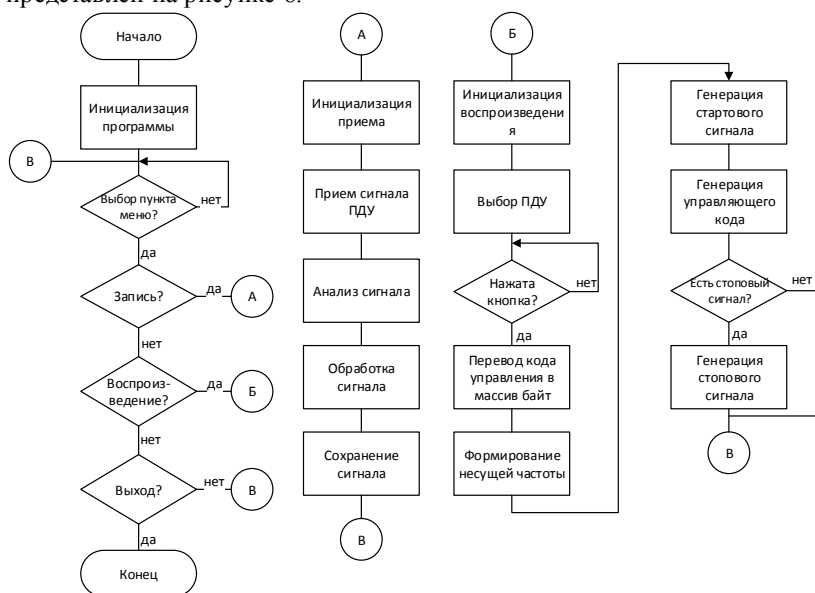 представлен на рисунке 6.
Начало
Инициализация
программы
В
Выбор пункта
меню?
нет
да
Запись?
да
А
нет
Воспроиз-
ведение?
да
Б
нет
Выход?
нет
В
да
Конец
А
Инициализация
приема
Прием сигнала
ПДУ
Анализ сигнала
Обработка
сигнала
Сохранение
сигнала
В
Б
Инициализация
воспроизведени
я
Выбор ПДУ
Нажата
кнопка?
нет
да
Перевод кода
управления в
массив байт
Формирование
несущей частоты
Генерация
стартового
сигнала
Генерация
управляющего
кода
Есть стоповый
сигнал?
нет
да
Генерация
стопового
сигнала
В